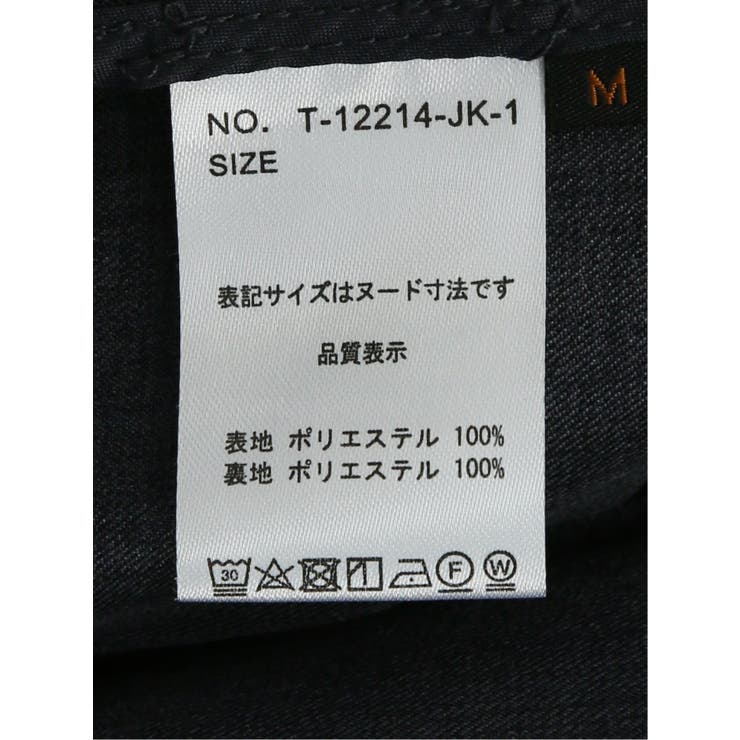 NO. T-12214-JK-1
SIZE
M
表記サイズはヌード寸法です
品質表示
表地 ポリエステル 100%
裏地 ポリエステル 100%
30 F W